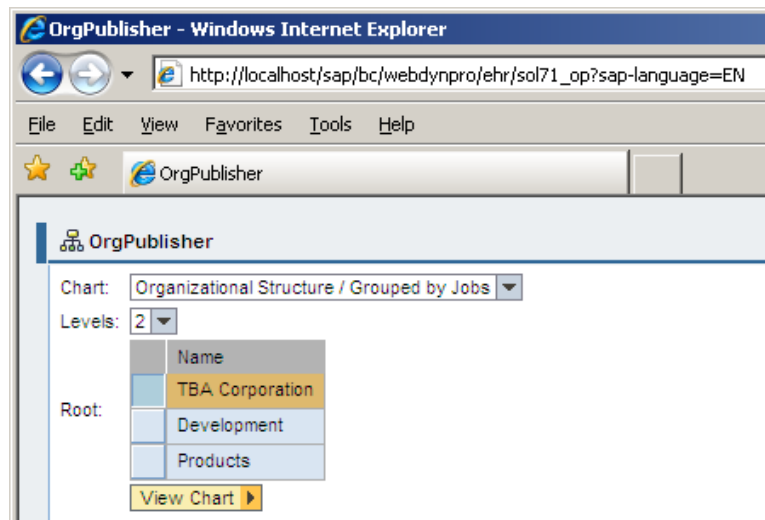 OrgPublisher - Windows Internet Explorer
http://localhost/sap/bc/webdynpro/ehr/sol71_op?sap-language=EN
File Edit View Favorites Tools Help
OrgPublisher
OrgPublisher
Chart: Organizational Structure / Grouped by Jobs
Levels: 2
Name
TBA Corporation
Root:
Development
Products
View Chart